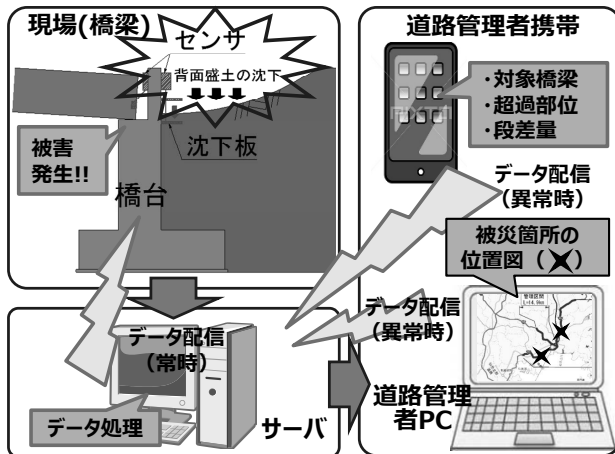 現場(橋梁)
センサ
背面盛土の沈下
沈下板
被害
発生!!
橋台
データ配信
(常時)
データ処理
サーバ
道路管理者携帯
・対象橋梁
・超過部位
・段差量
データ配信
(異常時)
被災箇所の
位置図（★）
データ配信
(異常時)
管理区間
道路管理
者PC